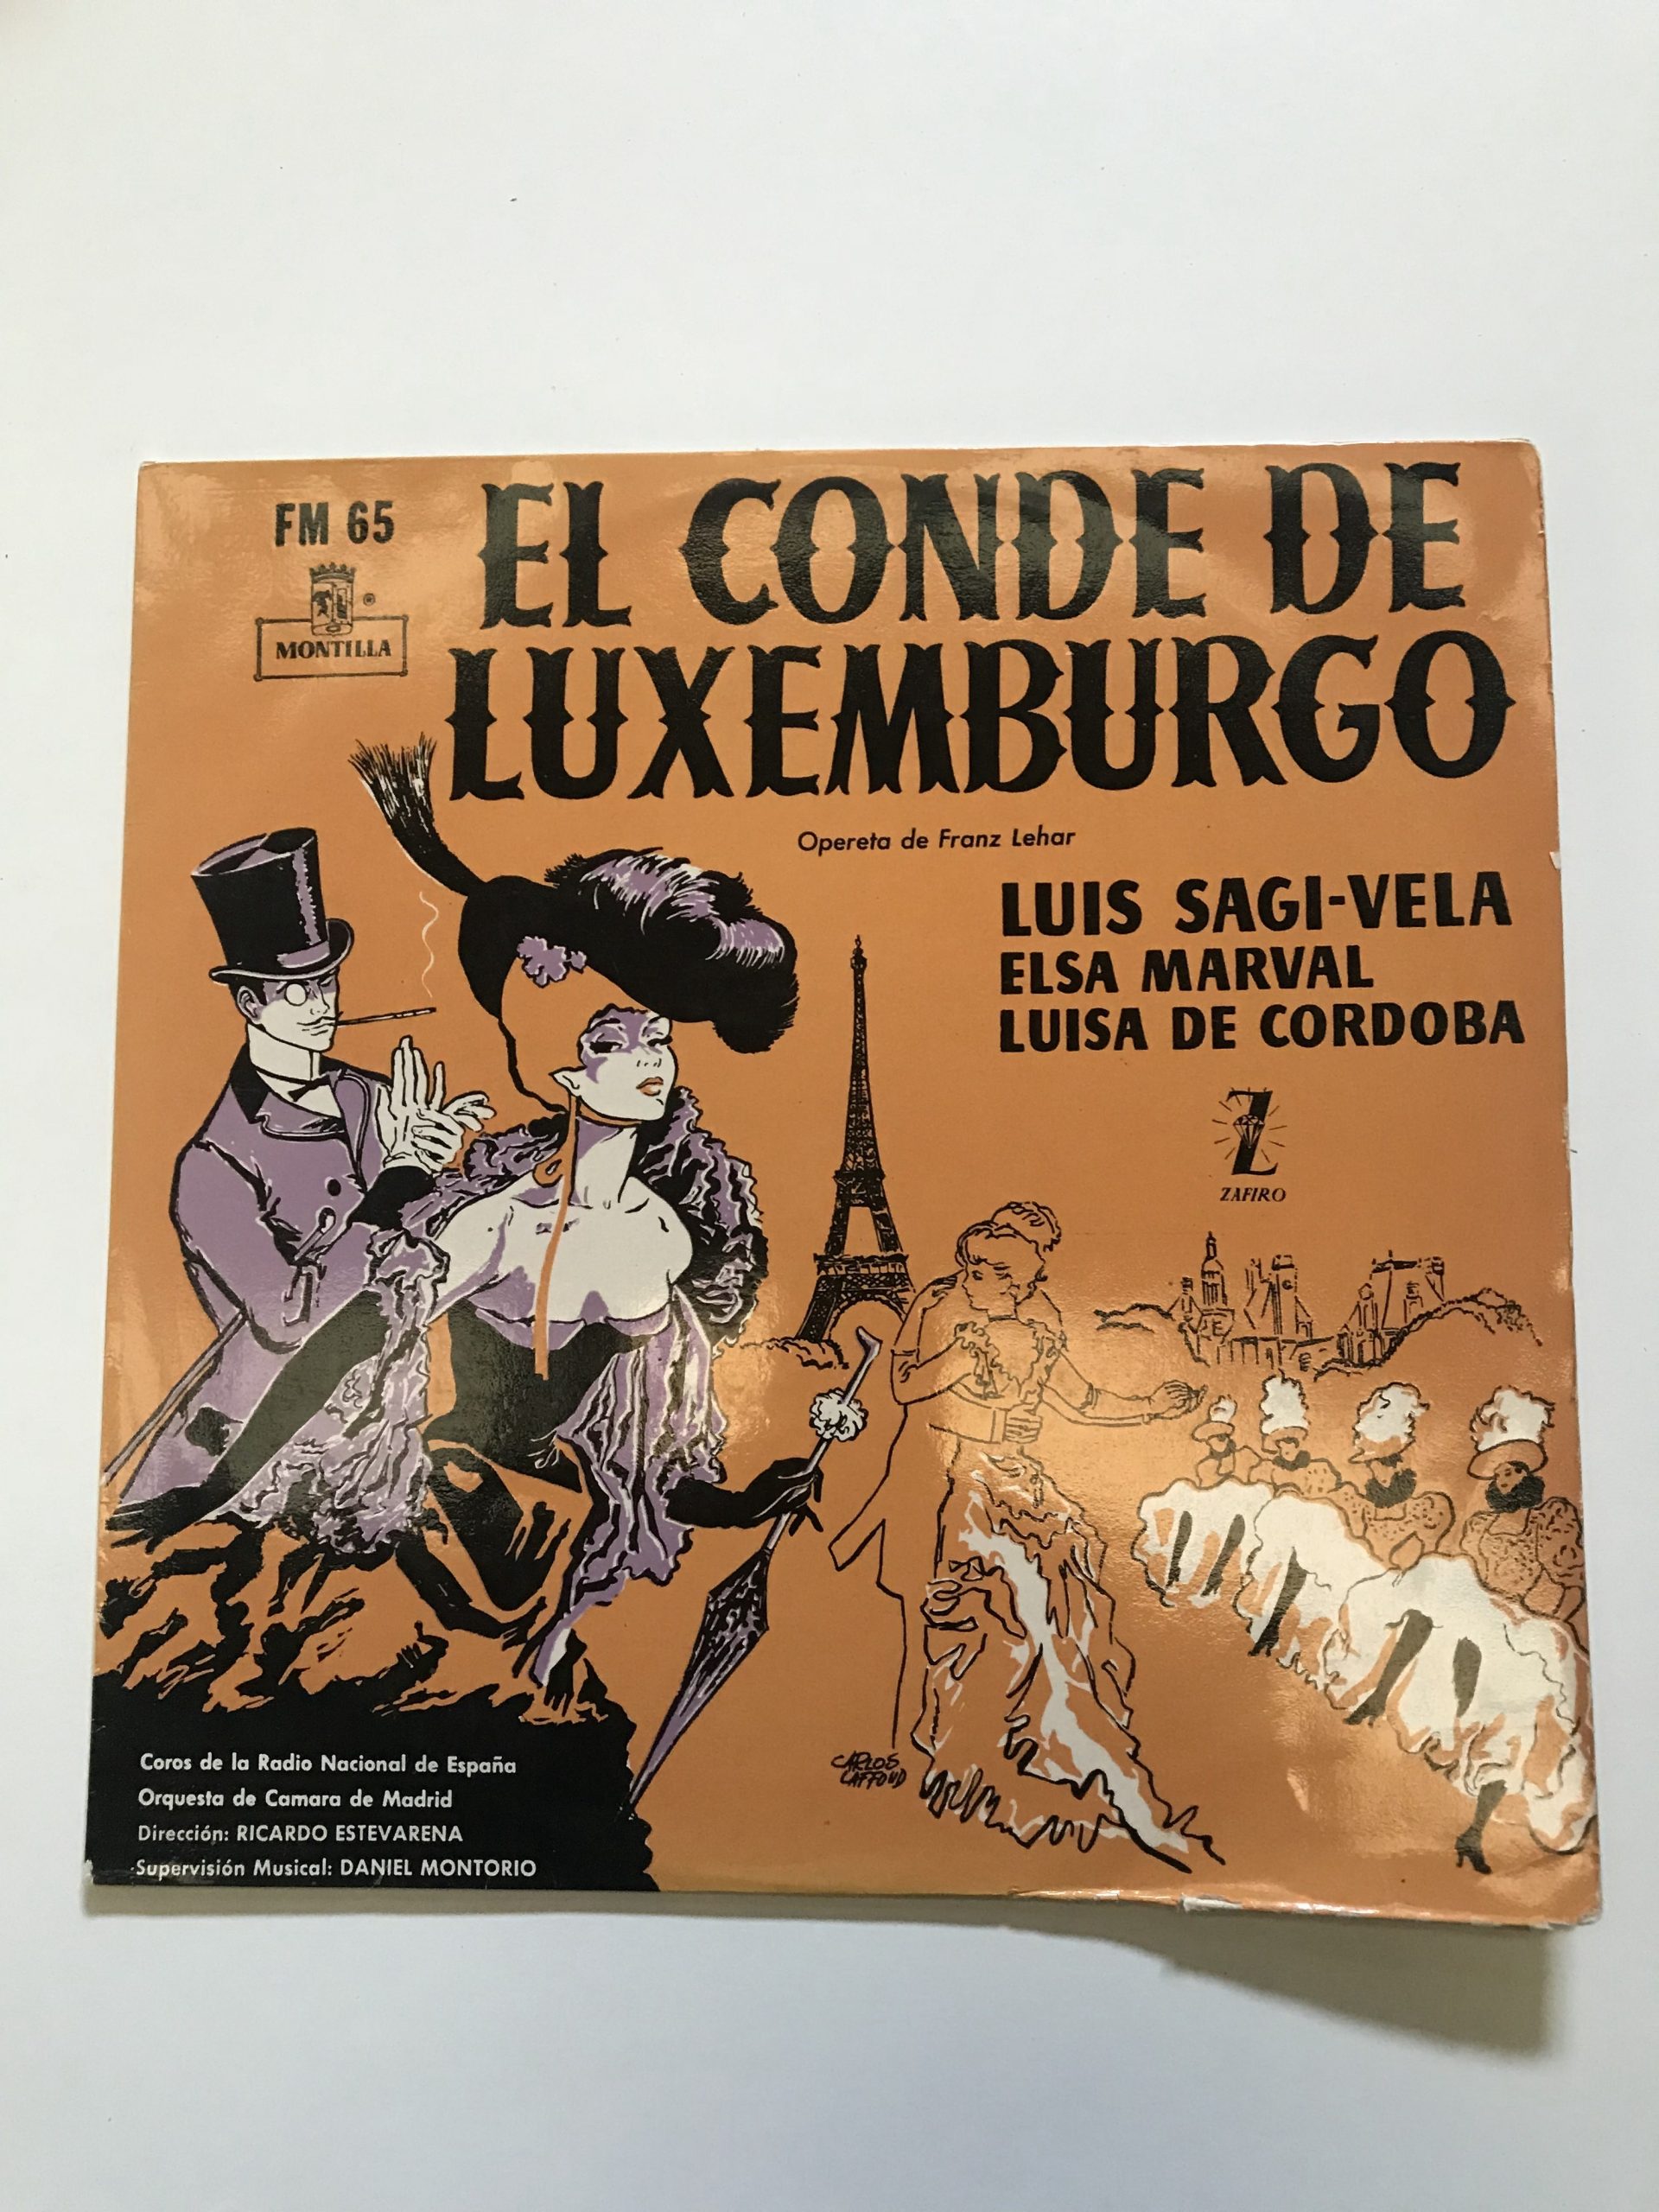 FM 65
MONTILLA
EL CONDE DE
LUXEMBURGO
Opereta de Franz Lehar
LUIS SAGI-VELA
ELSA MARVAL
LUISA DE CORDOBA
Z
ZAFIRO
CARLOS
LAFFOND
Coros de la Radio Nacional de España
Orquesta de Camara de Madrid
Dirección: RICARDO ESTEVARENA
Supervisión Musical: DANIEL MONTORIO